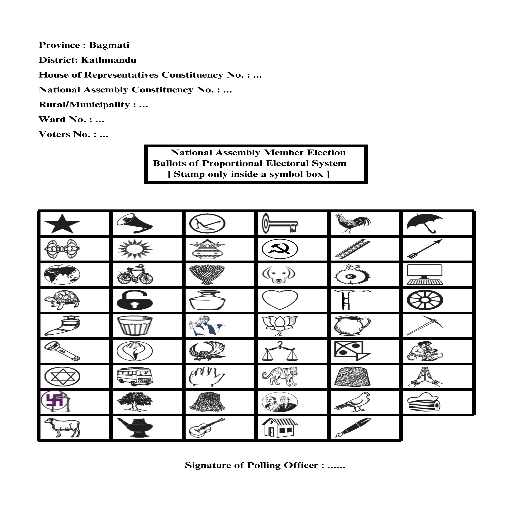 Province : Bagmati
District: Kathmandu
House of Representatives Constituency No. : ...
National Assembly Constituency No. : ...
Rural/Municipality : ...
Ward No. : ...
Voters No. : ...
National Assembly Member Election
Ballots of Proportional Electoral System
[ Stamp only inside a symbol box ]
Signature of Polling Officer : ......